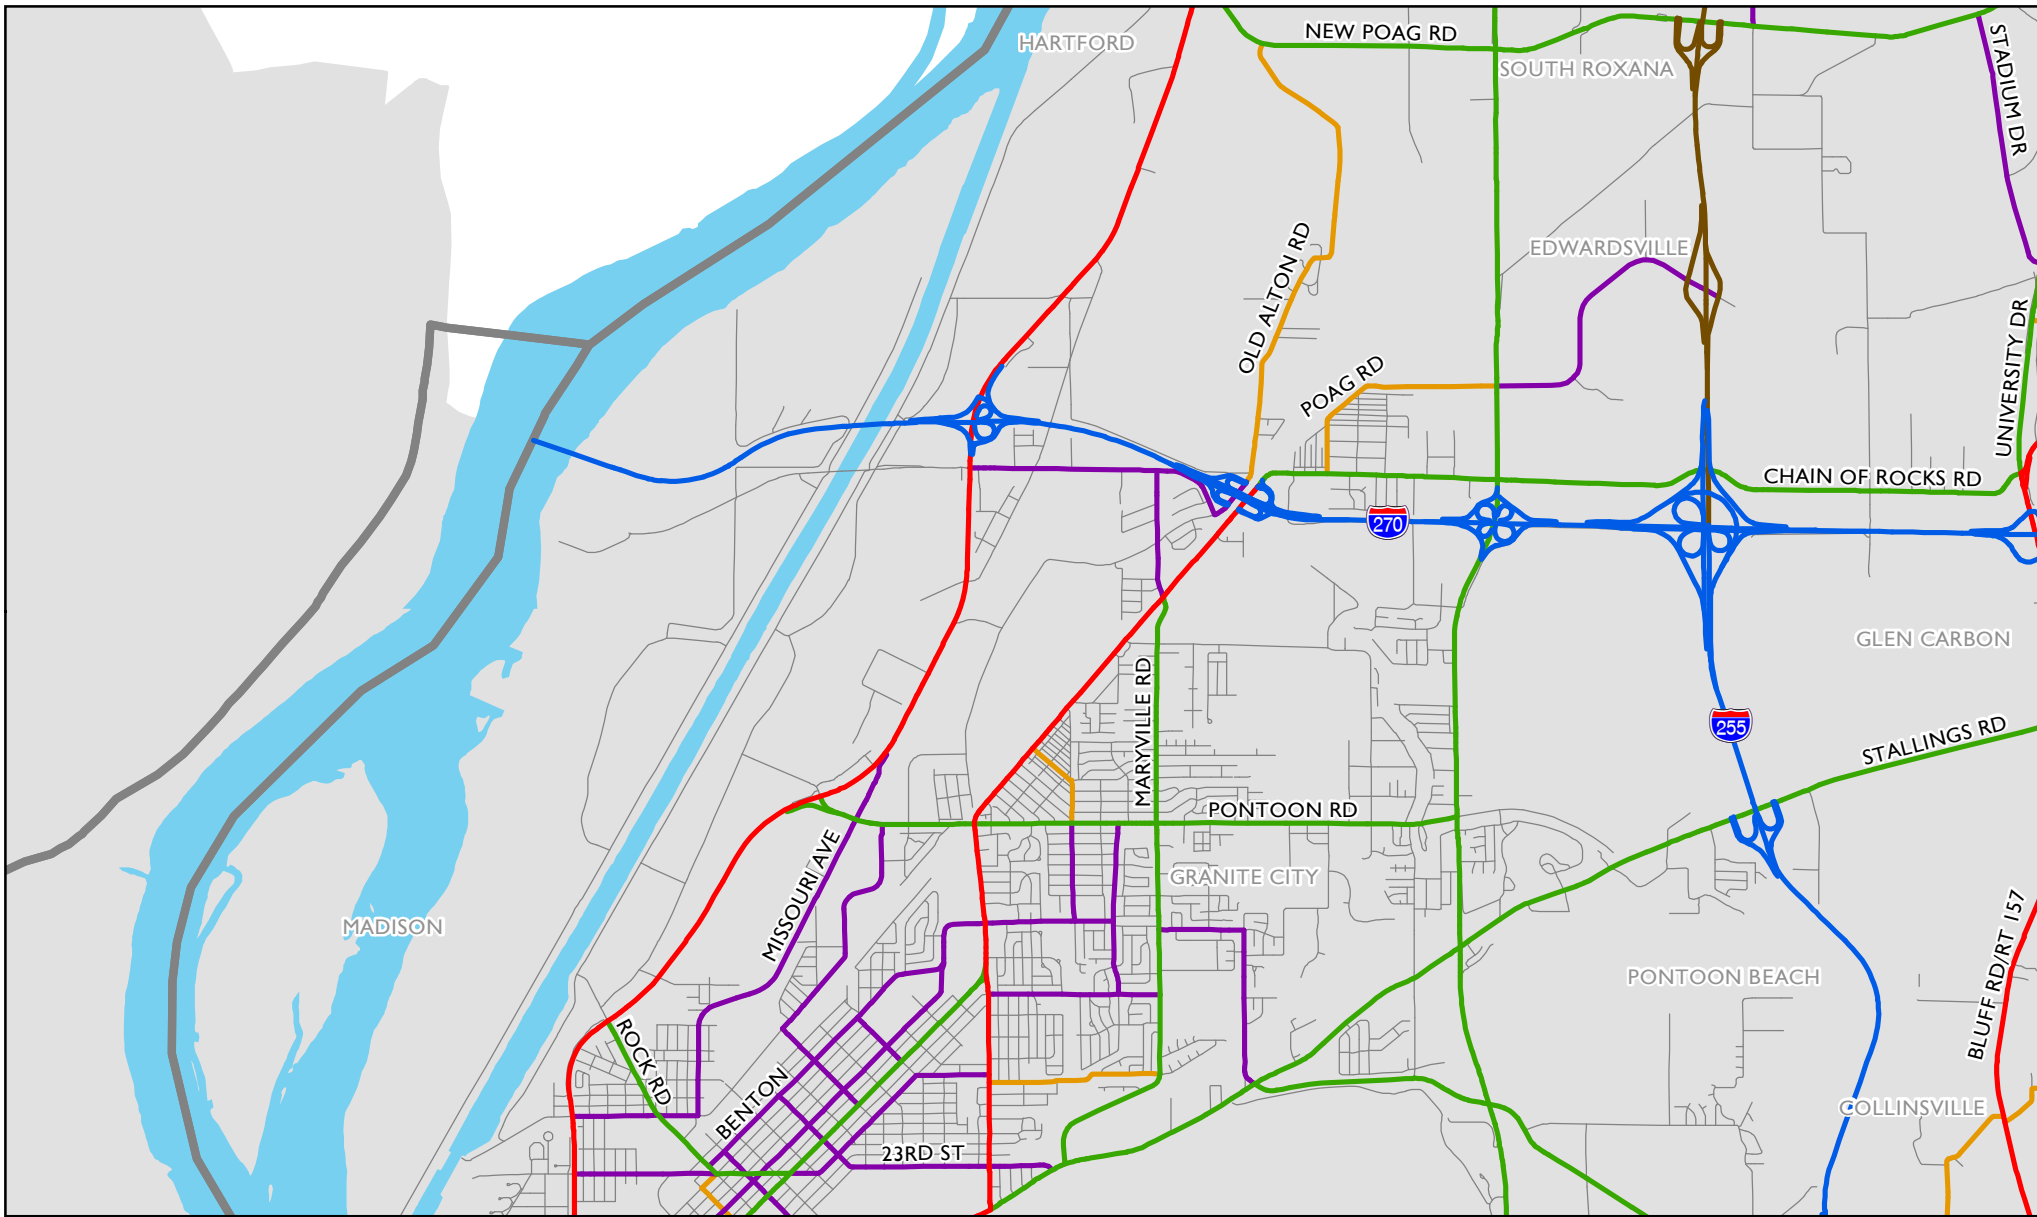 HARTFORD
NEW POAG RD
SOUTH ROXANA
STADIUM DR
EDWARDSVILLE
OLD ALTON RD
POAG RD
UNIVERSITY DR
CHAIN OF ROCKS RD
270
GLEN CARBON
MARYVILLE RD
255
STALLINGS RD
PONTOON RD
MISSOURI AVE
GRANITE CITY
MADISON
PONTOON BEACH
BLUFF RD/RT 157
ROCK RD
BENTON
COLLINSVILLE
23RD ST